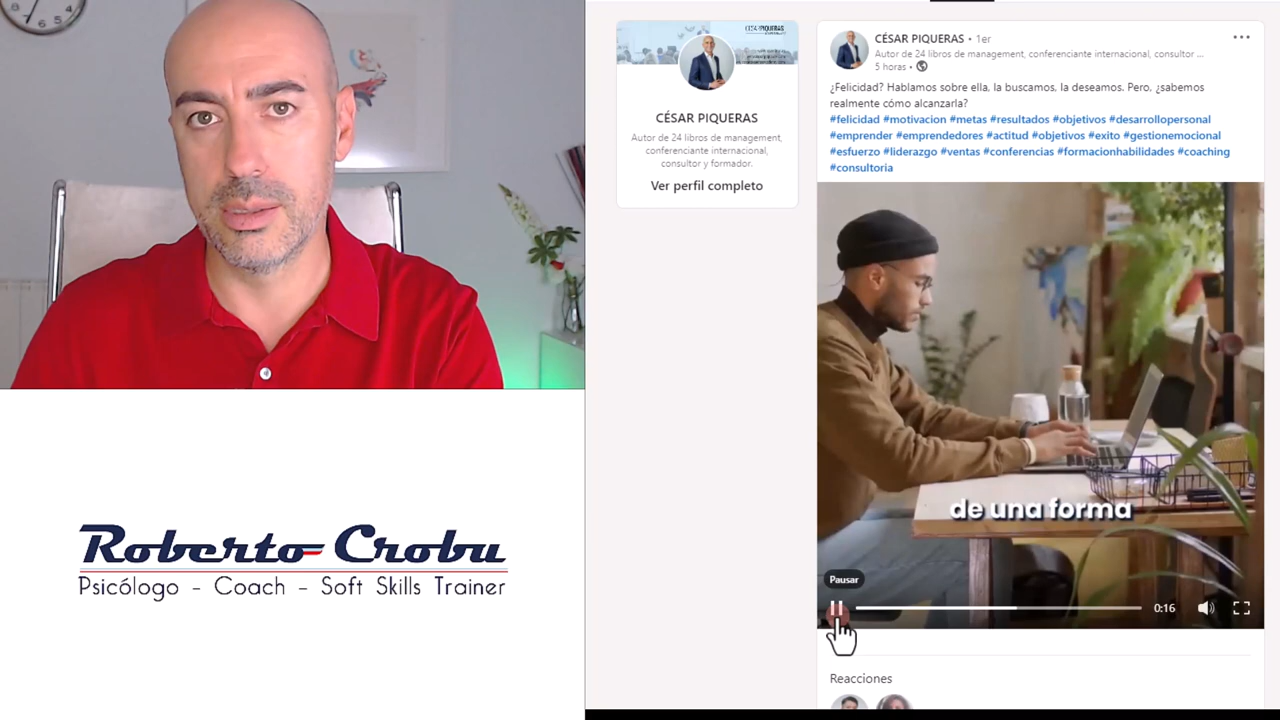 Roberto Crobu
Psicólogo - Coach - Soft Skills Trainer
CÉSAR PIQUERAS
Autor de 24 libros de management,
conferenciante internacional,
consultor y formador.
Ver perfil completo
CÉSAR PIQUERAS • 1er
Autor de 24 libros de management, conferenciante internacional, consultor ...
5 horas •
¿Felicidad? Hablamos sobre ella, la buscamos, la deseamos. Pero, ¿sabemos
realmente cómo alcanzarla?
#felicidad #motivacion #metas #resultados #objetivos #desarrollopersonal
#emprender #emprendedores #actitud #objetivos #exito #gestionemocional
#esfuerzo #liderazgo #ventas #conferencias #formacionhabilidades #coaching
#consultoria
de una forma
Pausar
0:16
Reacciones